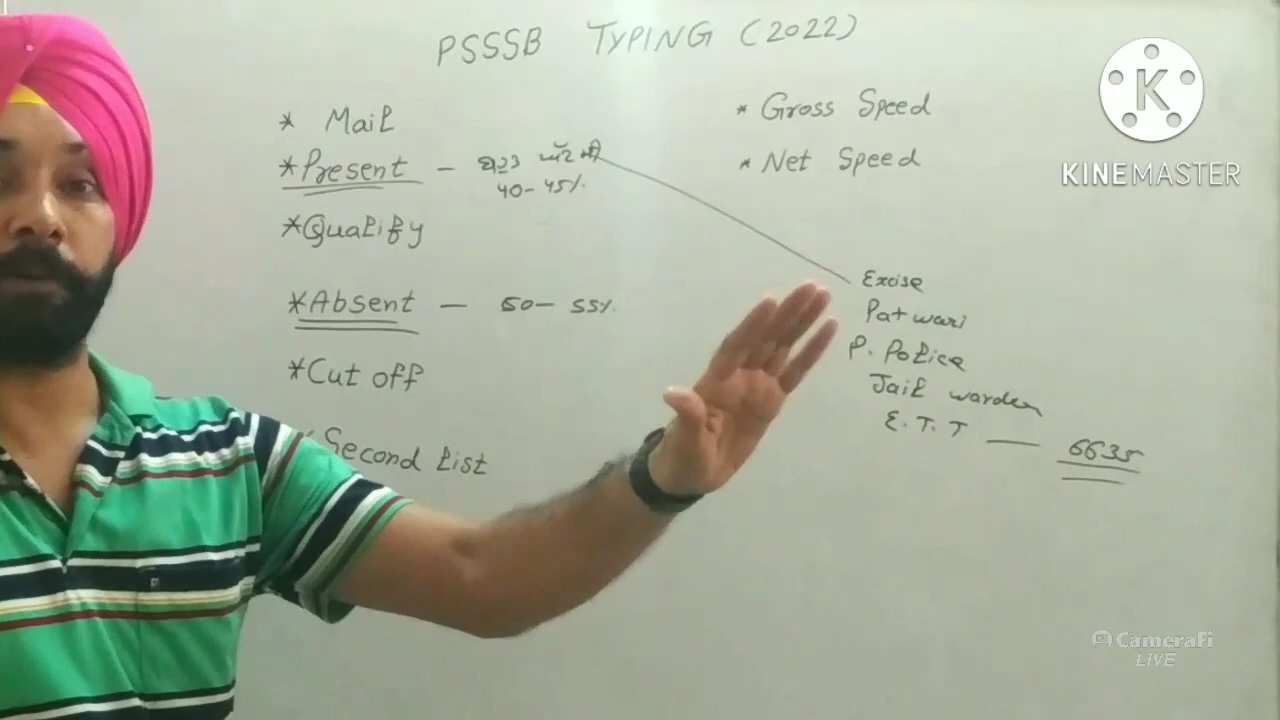 PSSSB TYPING (2022)
* Mail
* Present - ਬਹੁਤ ਘੱਟ ਸੀ
40-45%
* Qualify
* Absent — 50-55%
* Cut off
* Second List
* Gross Speed
* Net Speed
Excise
Patwari
P. Police
Jail warden
E.T.T — 6635
K
KINEMASTER
CameraFi
LIVE